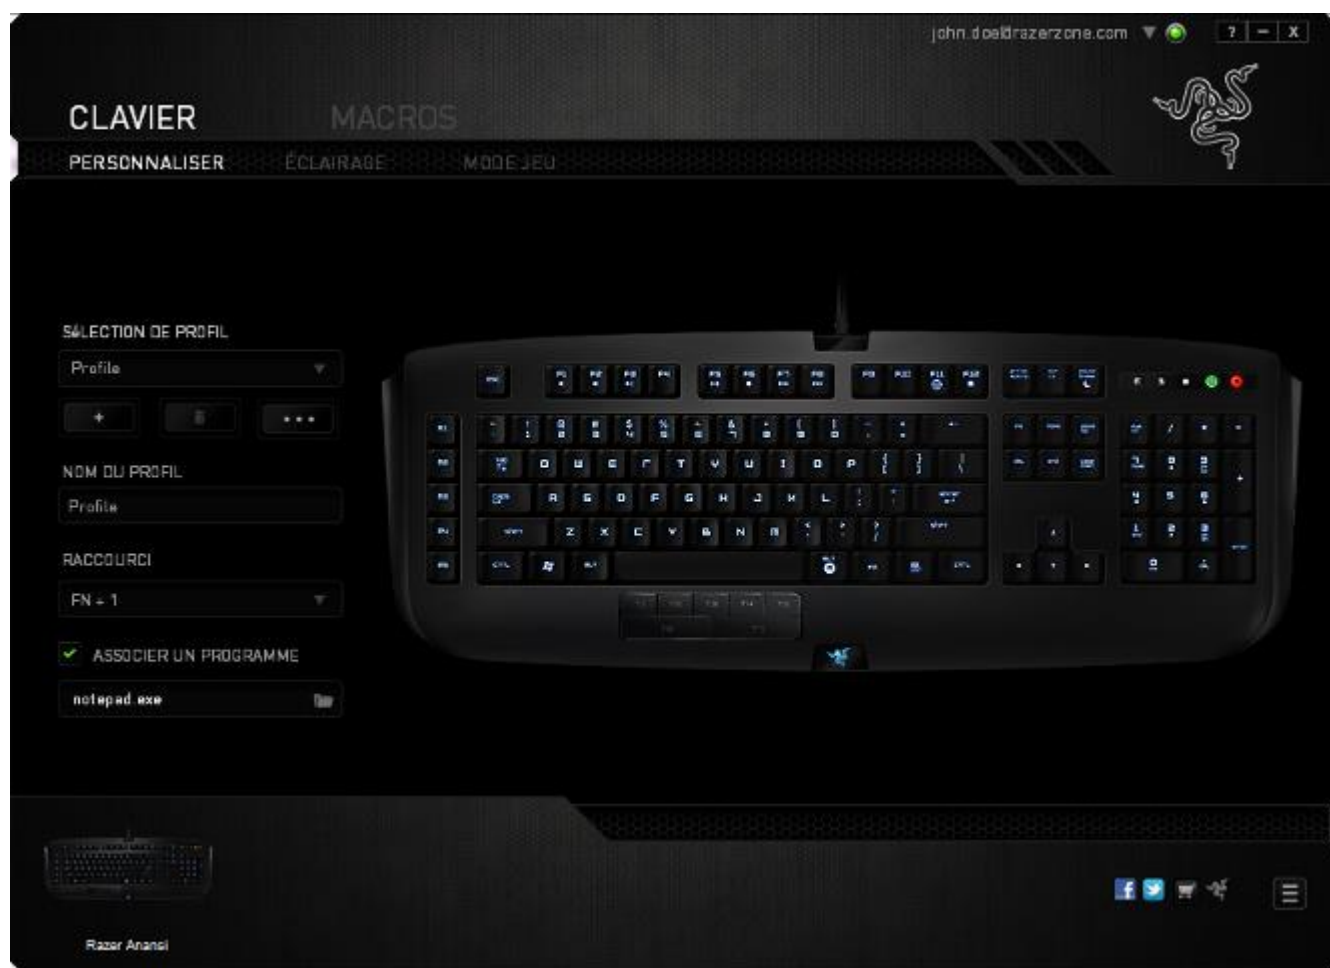 john.doe@razerzone.com
? – X
CLAVIER MACROS
PERSONNALISER ÉCLAIRAGE MODE JEU
SÉLECTION DE PROFIL
Profile
+ •••
NOM DU PROFIL
Profile
RACCOURCI
FN + 1
ASSOCIER UN PROGRAMME
notepad.exe
Q W E R T Y U I O P
A S D F G H J K L
Z X C V B N M
Razer Anansi